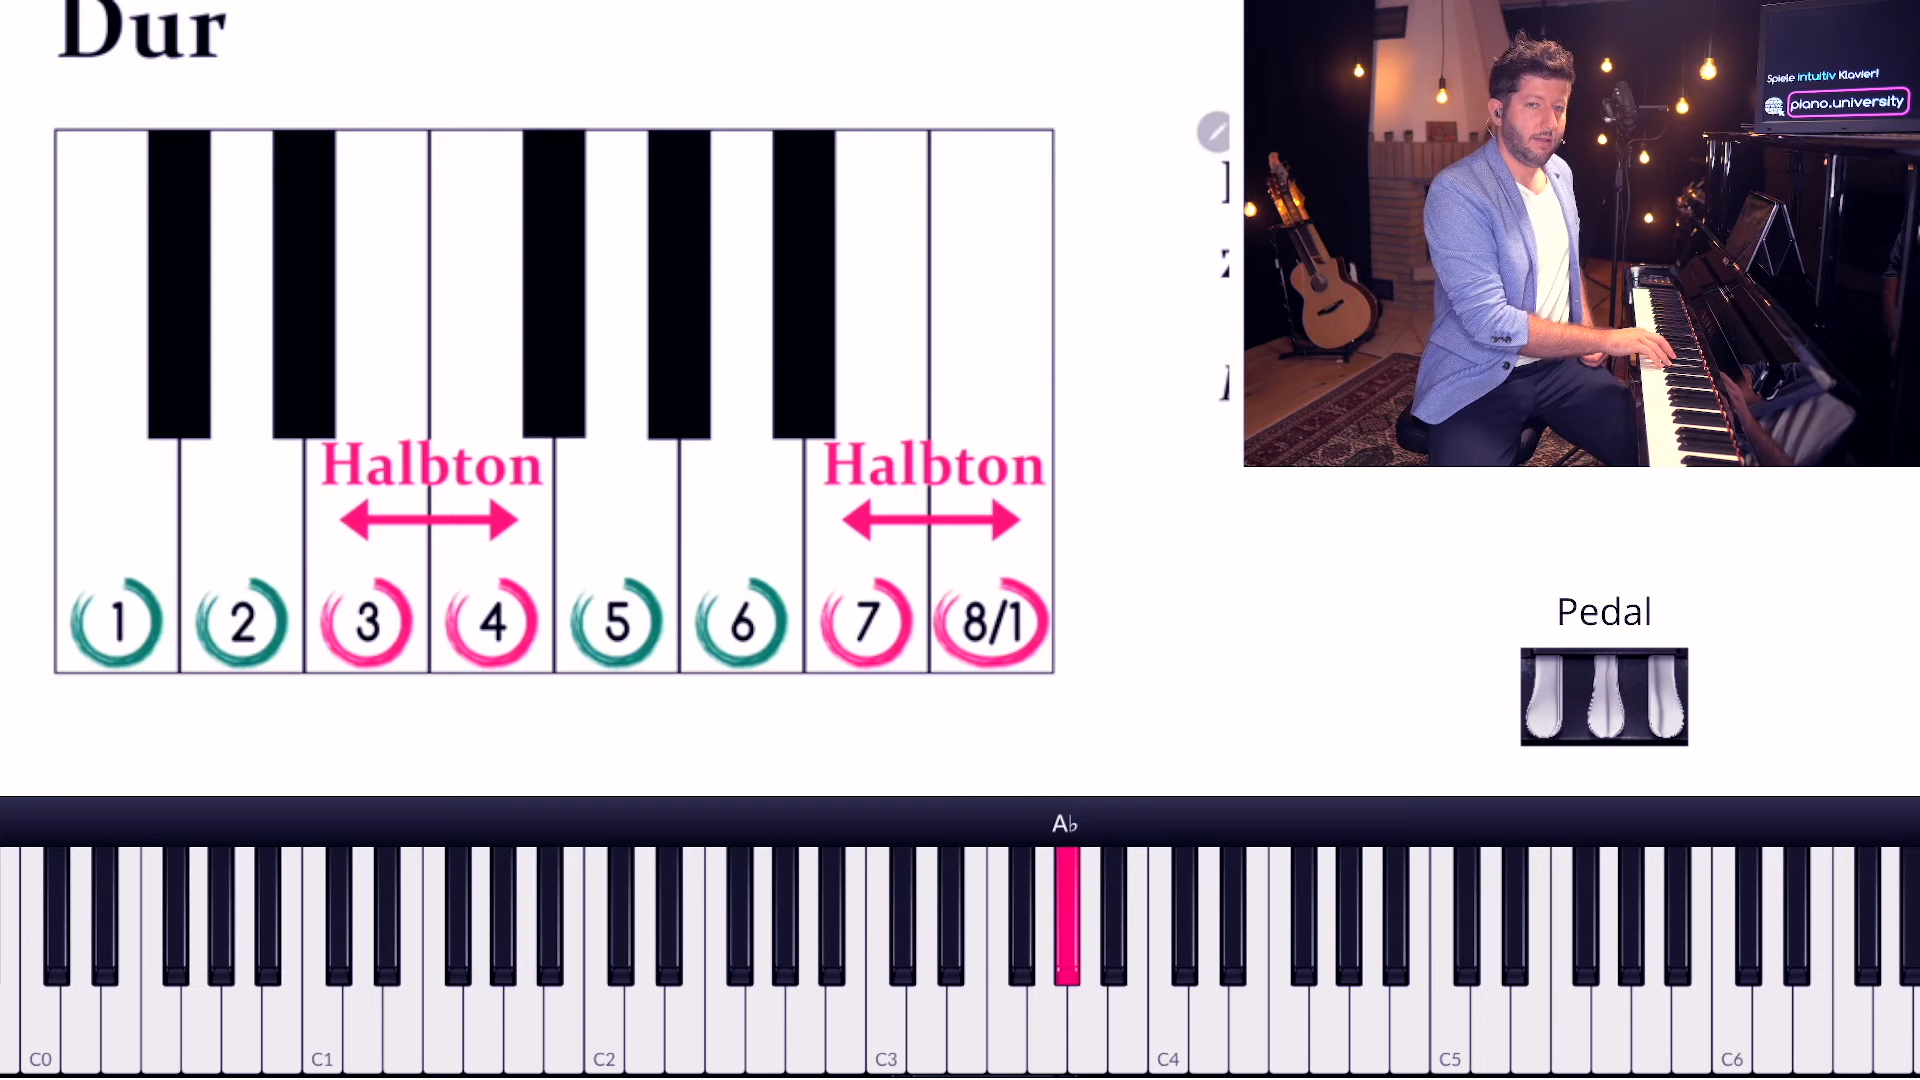 Dur
Halbton Halbton
1 2 3 4 5 6 7 8/1
Spiele intuitiv Klavier!
piano.university
Pedal
A♭
C0 C1 C2 C3 C4 C5 C6